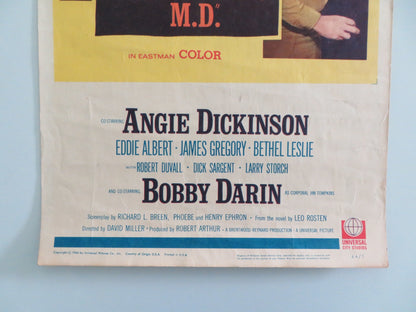 M.D."
IN EASTMAN COLOR
CO-STARRING ANGIE DICKINSON
EDDIE ALBERT · JAMES GREGORY · BETHEL LESLIE
WITH ROBERT DUVALL · DICK SARGENT · LARRY STORCH
AND CO-STARRING BOBBY DARIN AS CORPORAL JIM TOMPKINS
Screenplay by RICHARD L. BREEN, PHOEBE and HENRY EPHRON · From the novel by LEO ROSTEN
Directed by DAVID MILLER · Produced by ROBERT ARTHUR · A BRENTWOOD-REYNARD PRODUCTION · A UNIVERSAL PICTURE
UNIVERSAL
CITY STUDIOS
Country of Origin U.S.A.